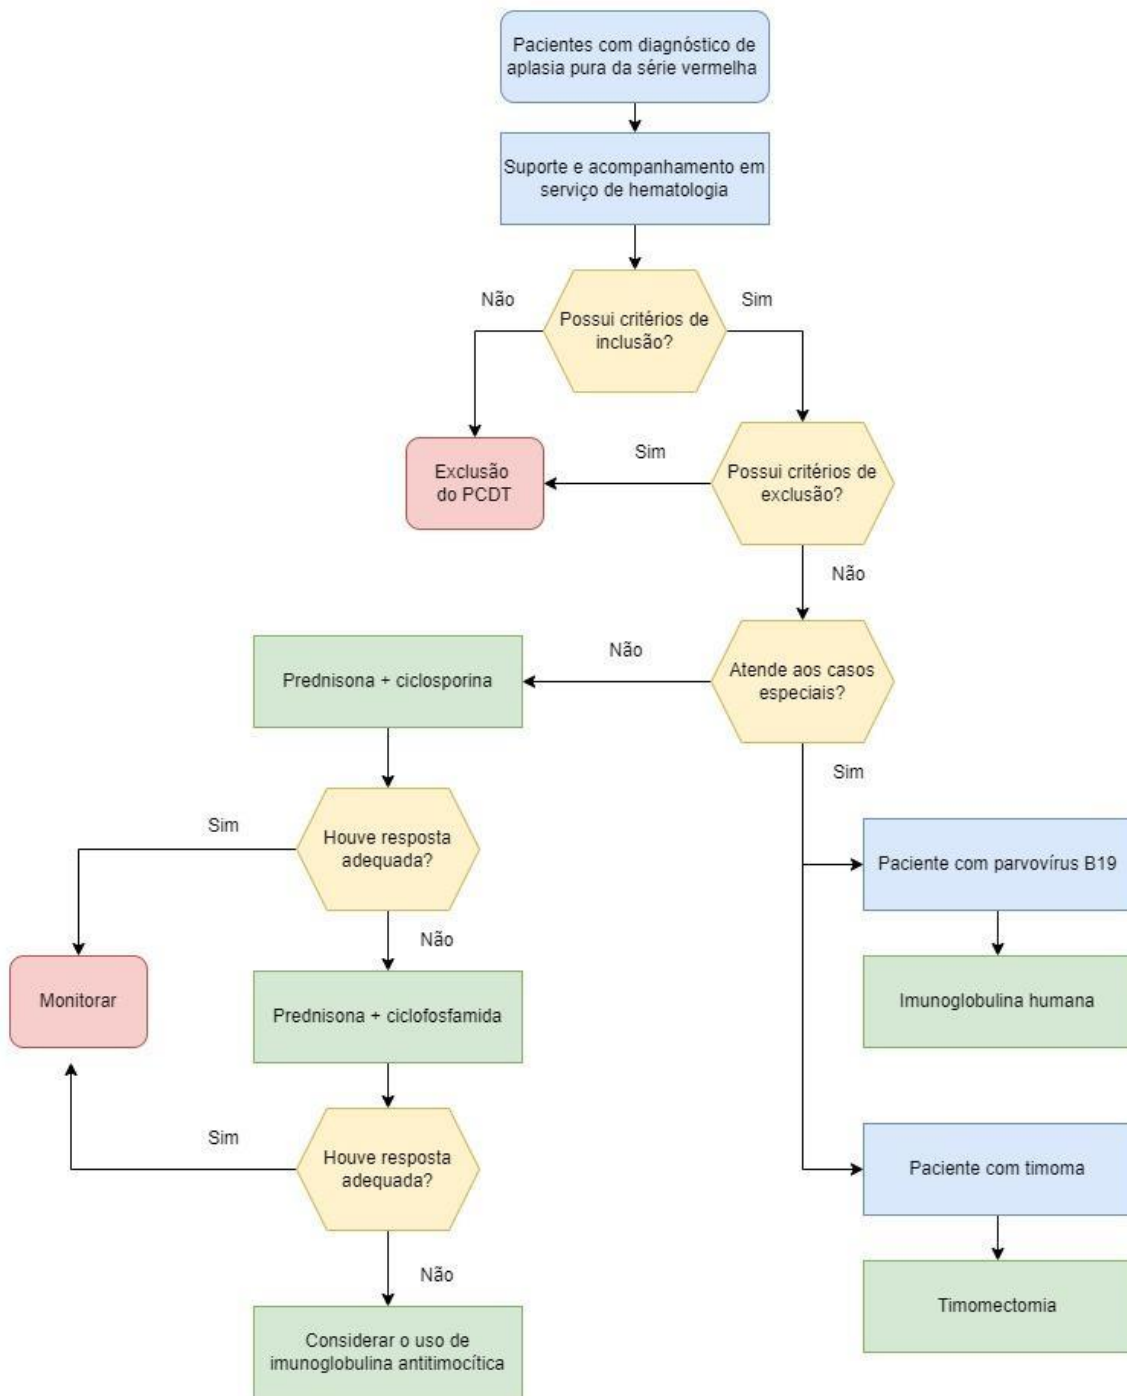 Pacientes com diagnóstico de
aplasia pura da série vermelha
Suporte e acompanhamento em
serviço de hematologia
Não
Sim
Possui critérios de
inclusão?
Sim
Exclusão
do PCDT
Possui critérios de
exclusão?
Não
Não
Atende aos casos
especiais?
Prednisona + ciclosporina
Sim
Sim
Houve resposta
adequada?
Paciente com parvovírus B19
Não
Monitorar
Prednisona + ciclofosfamida
Imunoglobulina humana
Sim
Houve resposta
adequada?
Paciente com timoma
Não
Timomectomia
Considerar o uso de
imunoglobulina antitimocítica